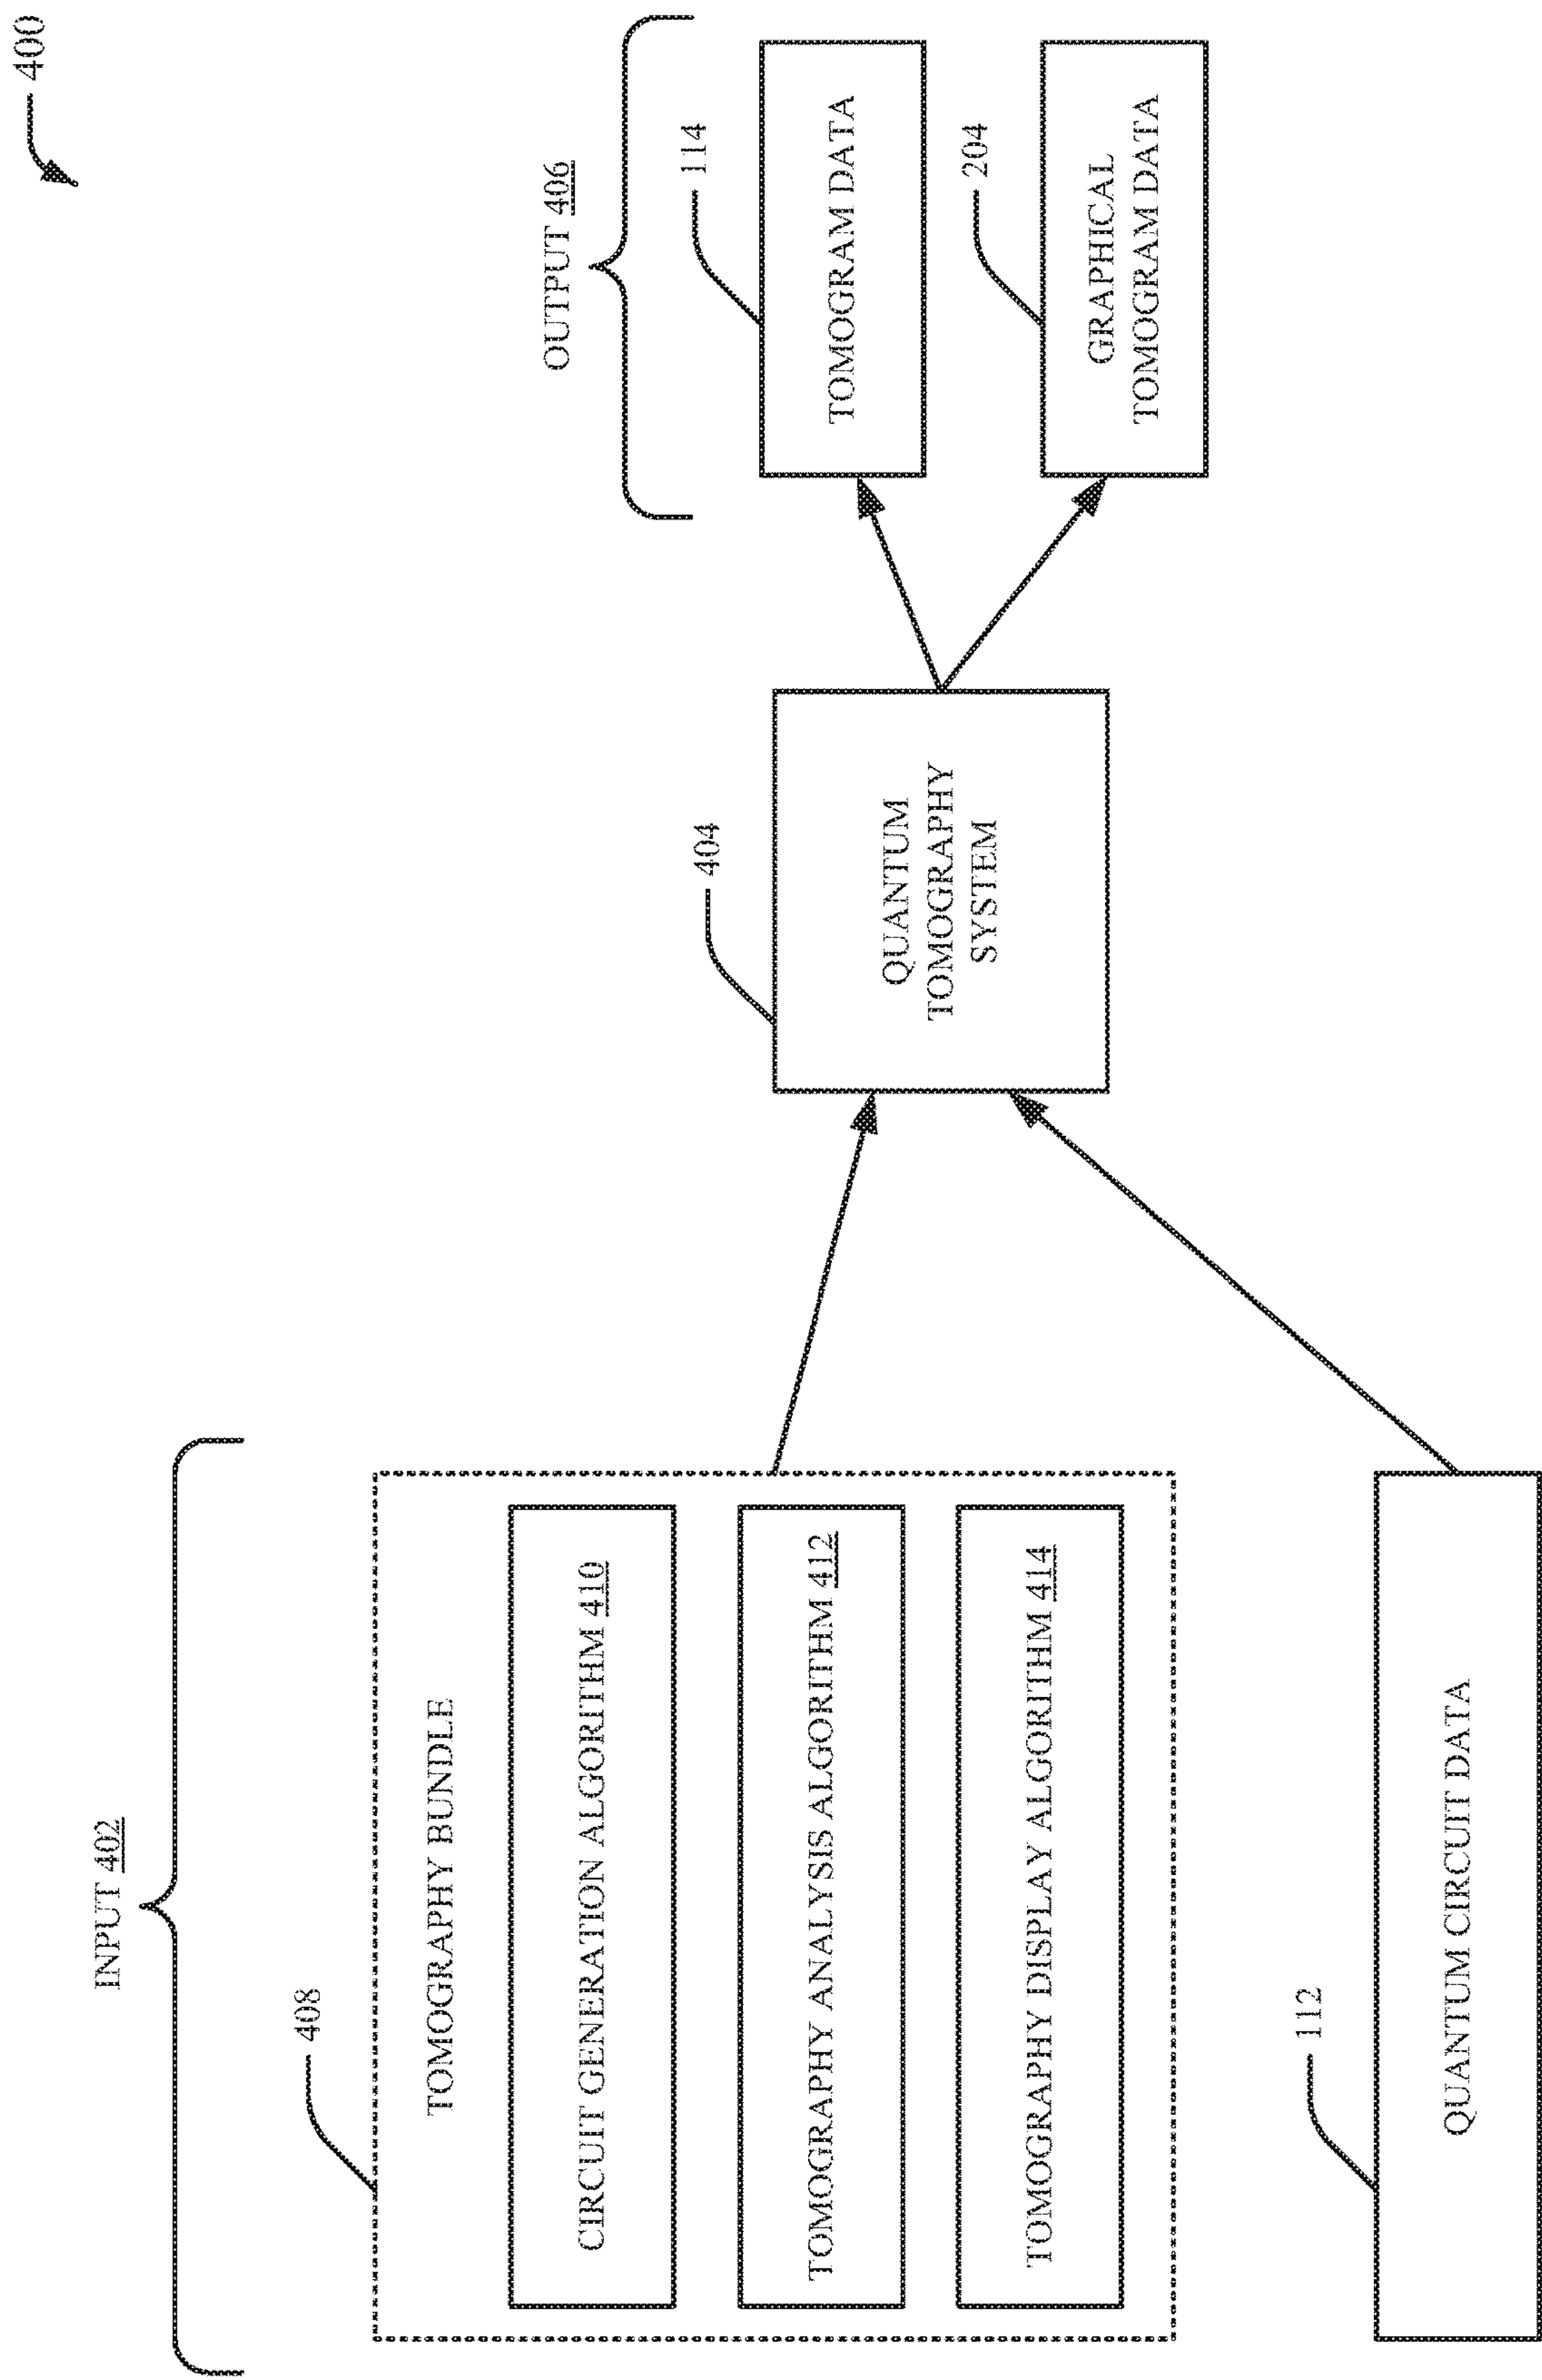 400
INPUT 402
408
TOMOGRAPHY BUNDLE
CIRCUIT GENERATION ALGORITHM 410
TOMOGRAPHY ANALYSIS ALGORITHM 412
TOMOGRAPHY DISPLAY ALGORITHM 414
112
QUANTUM CIRCUIT DATA
404
QUANTUM
TOMOGRAPHY
SYSTEM
OUTPUT 406
114
TOMOGRAM DATA
204
GRAPHICAL
TOMOGRAM DATA